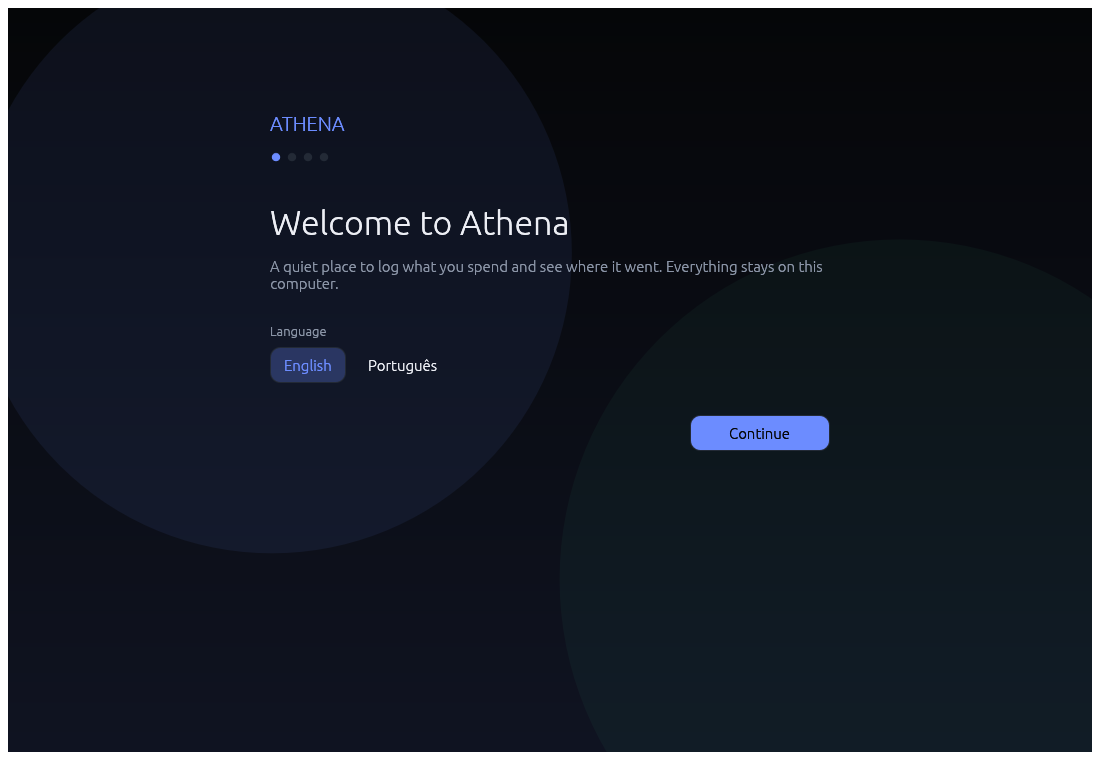 ATHENA
Welcome to Athena
A quiet place to log what you spend and see where it went. Everything stays on this
computer.
Language
English Português
Continue